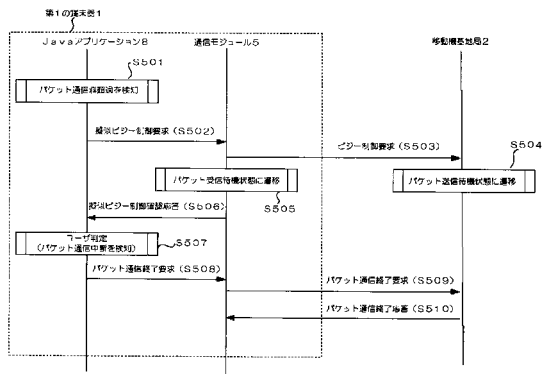 第1の端末器1
Javaアプリケーション8
通信モジュール5
移動機基地局2
S501
パケット通信
を検知
擬似ビジー制御要求(S502)
ビジー制御要求(S503)
S504
パケット受信待機状態に遷移
パケット送信待機状態に遷移
S505
擬似ビジー制御確認応答(S506)
ユーザ判定
(パケット通信中断を検知)
S507
パケット通信終了要求(S508)
パケット通信終了要求(S509)
パケット通信終了応答(S510)